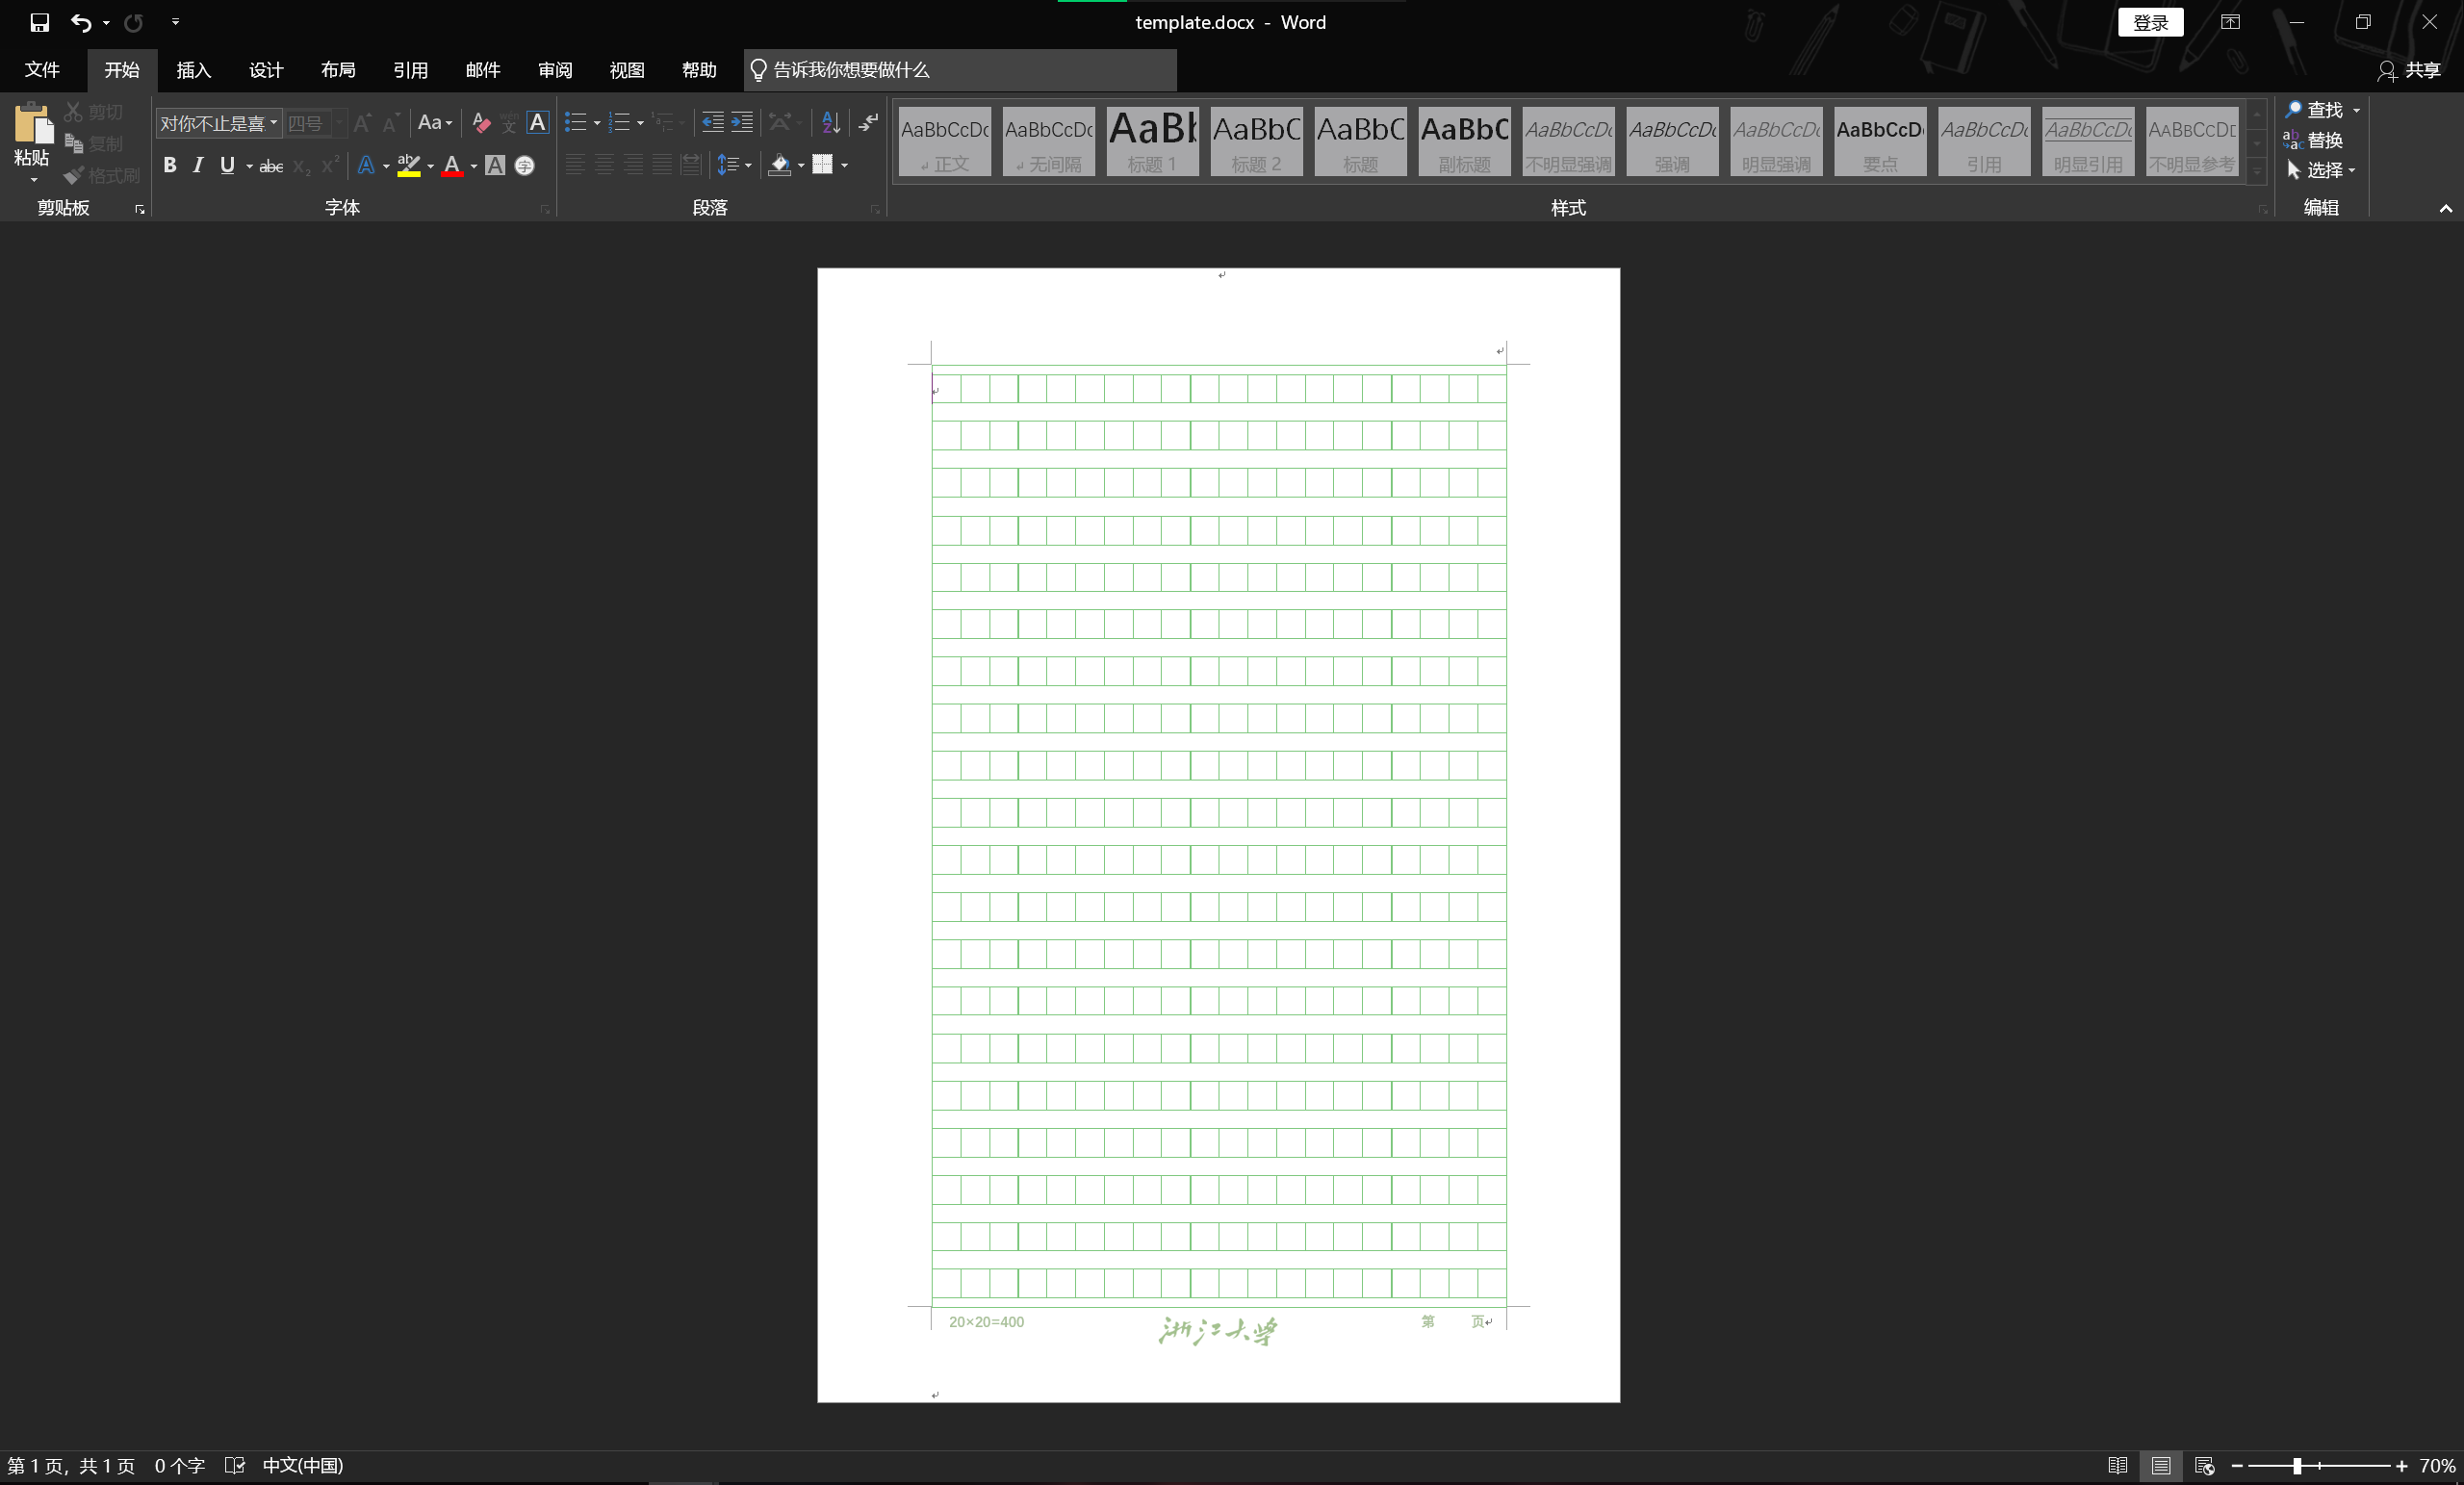 template.docx - Word
登录
文件 开始 插入 设计 布局 引用 邮件 审阅 视图 帮助 告诉我你想要做什么 共享
粘贴 剪切 复制 格式刷
对你不止是喜 四号 Aa wén 文 A
B I U abc X₂ X² A ab A A 字
A Z
AaBbCcDc AaBbCcDc AaBb AaBbC AaBbC AaBbC AaBbCcDc AaBbCcDc AaBbCcDc AaBbCcD AaBbCcDc AaBbCcDc AaBbCcDc
正文 无间隔 标题 1 标题 2 标题 副标题 不明显强调 强调 明显强调 要点 引用 明显引用 不明显参考
查找
替换
选择
剪贴板 字体 段落 样式 编辑
20×20=400 浙江大学 第 页
第 1 页，共 1 页 0 个字 中文(中国) 70%